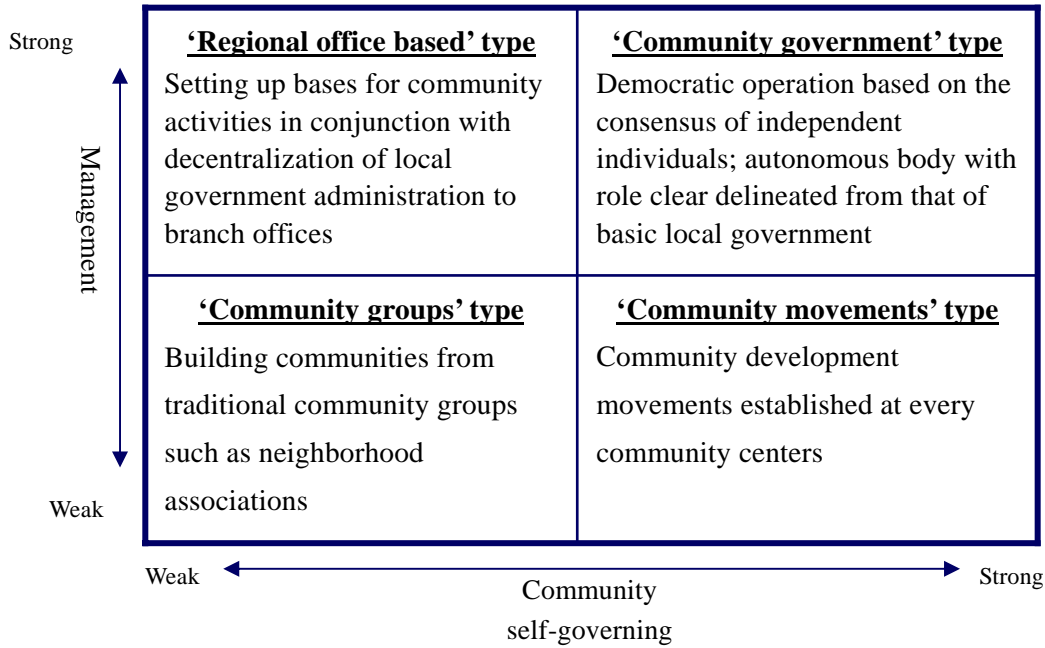 Strong
Management
Weak
‘Regional office based’ type
Setting up bases for community
activities in conjunction with
decentralization of local
government administration to
branch offices
‘Community government’ type
Democratic operation based on the
consensus of independent
individuals; autonomous body with
role clear delineated from that of
basic local government
‘Community groups’ type
Building communities from
traditional community groups
such as neighborhood
associations
‘Community movements’ type
Community development
movements established at every
community centers
Weak
Community
self-governing
Strong